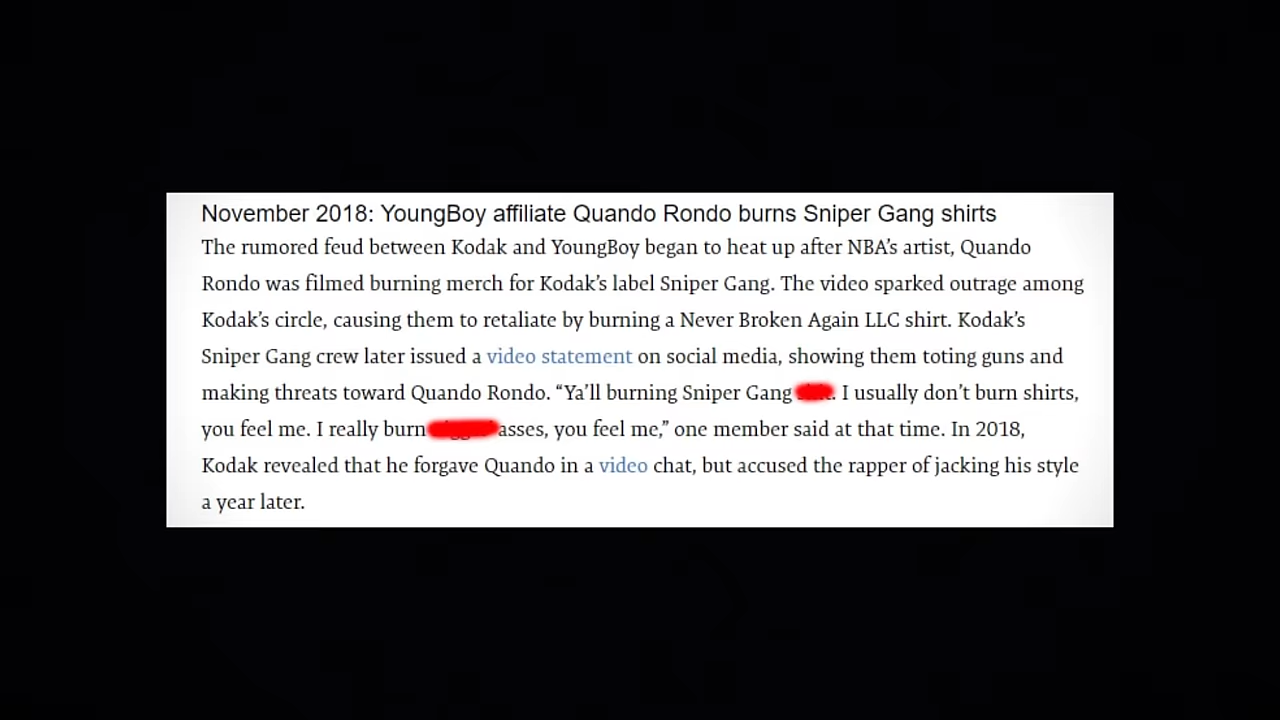 November 2018: YoungBoy affiliate Quando Rondo burns Sniper Gang shirts
The rumored feud between Kodak and YoungBoy began to heat up after NBA’s artist, Quando
Rondo was filmed burning merch for Kodak’s label Sniper Gang. The video sparked outrage among
Kodak’s circle, causing them to retaliate by burning a Never Broken Again LLC shirt. Kodak’s
Sniper Gang crew later issued a video statement on social media, showing them toting guns and
making threats toward Quando Rondo. “Ya’ll burning Sniper Gang . I usually don’t burn shirts,
you feel me. I really burn asses, you feel me,” one member said at that time. In 2018,
Kodak revealed that he forgave Quando in a video chat, but accused the rapper of jacking his style
a year later.